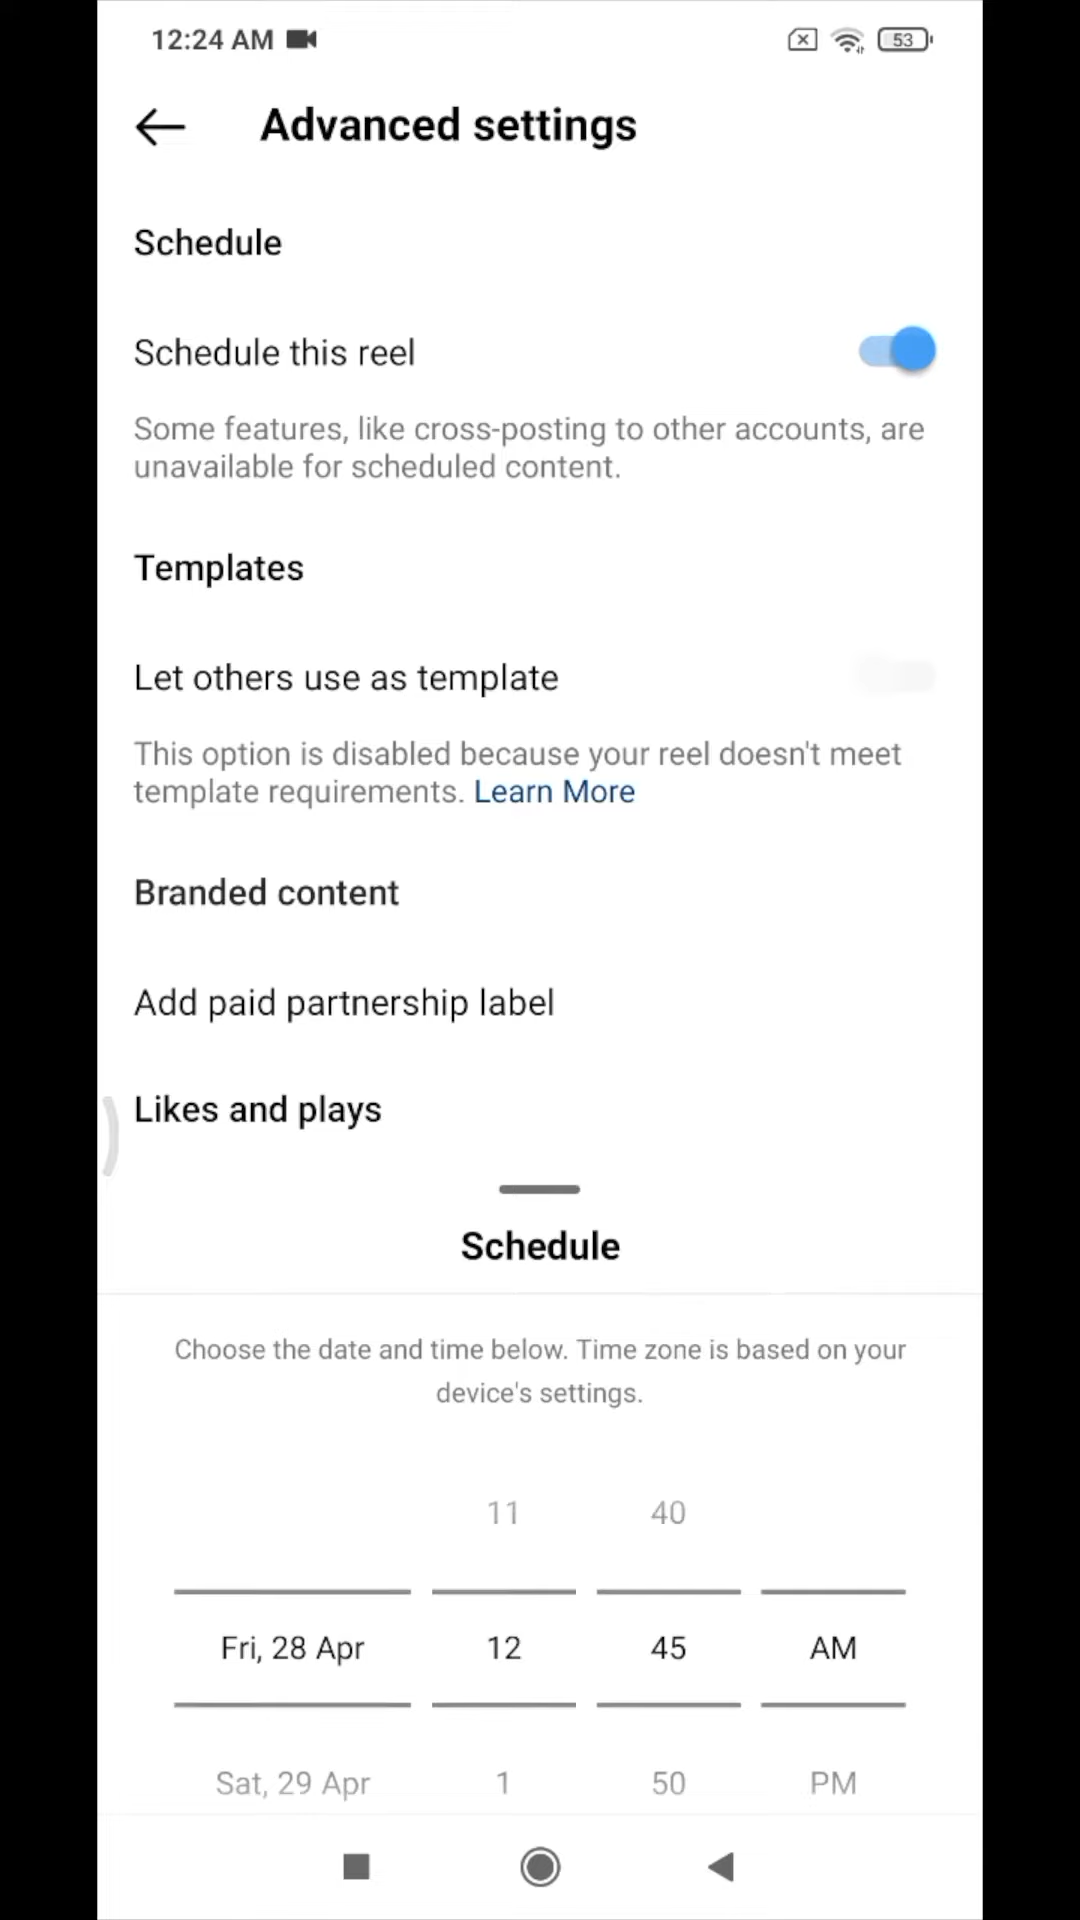 12:24 AM
53
Advanced settings
Schedule
Schedule this reel
Some features, like cross-posting to other accounts, are
unavailable for scheduled content.
Templates
Let others use as template
This option is disabled because your reel doesn't meet
template requirements. Learn More
Branded content
Add paid partnership label
Likes and plays
Schedule
Choose the date and time below. Time zone is based on your
device's settings.
11 40
Fri, 28 Apr 12 45 AM
Sat, 29 Apr 1 50 PM